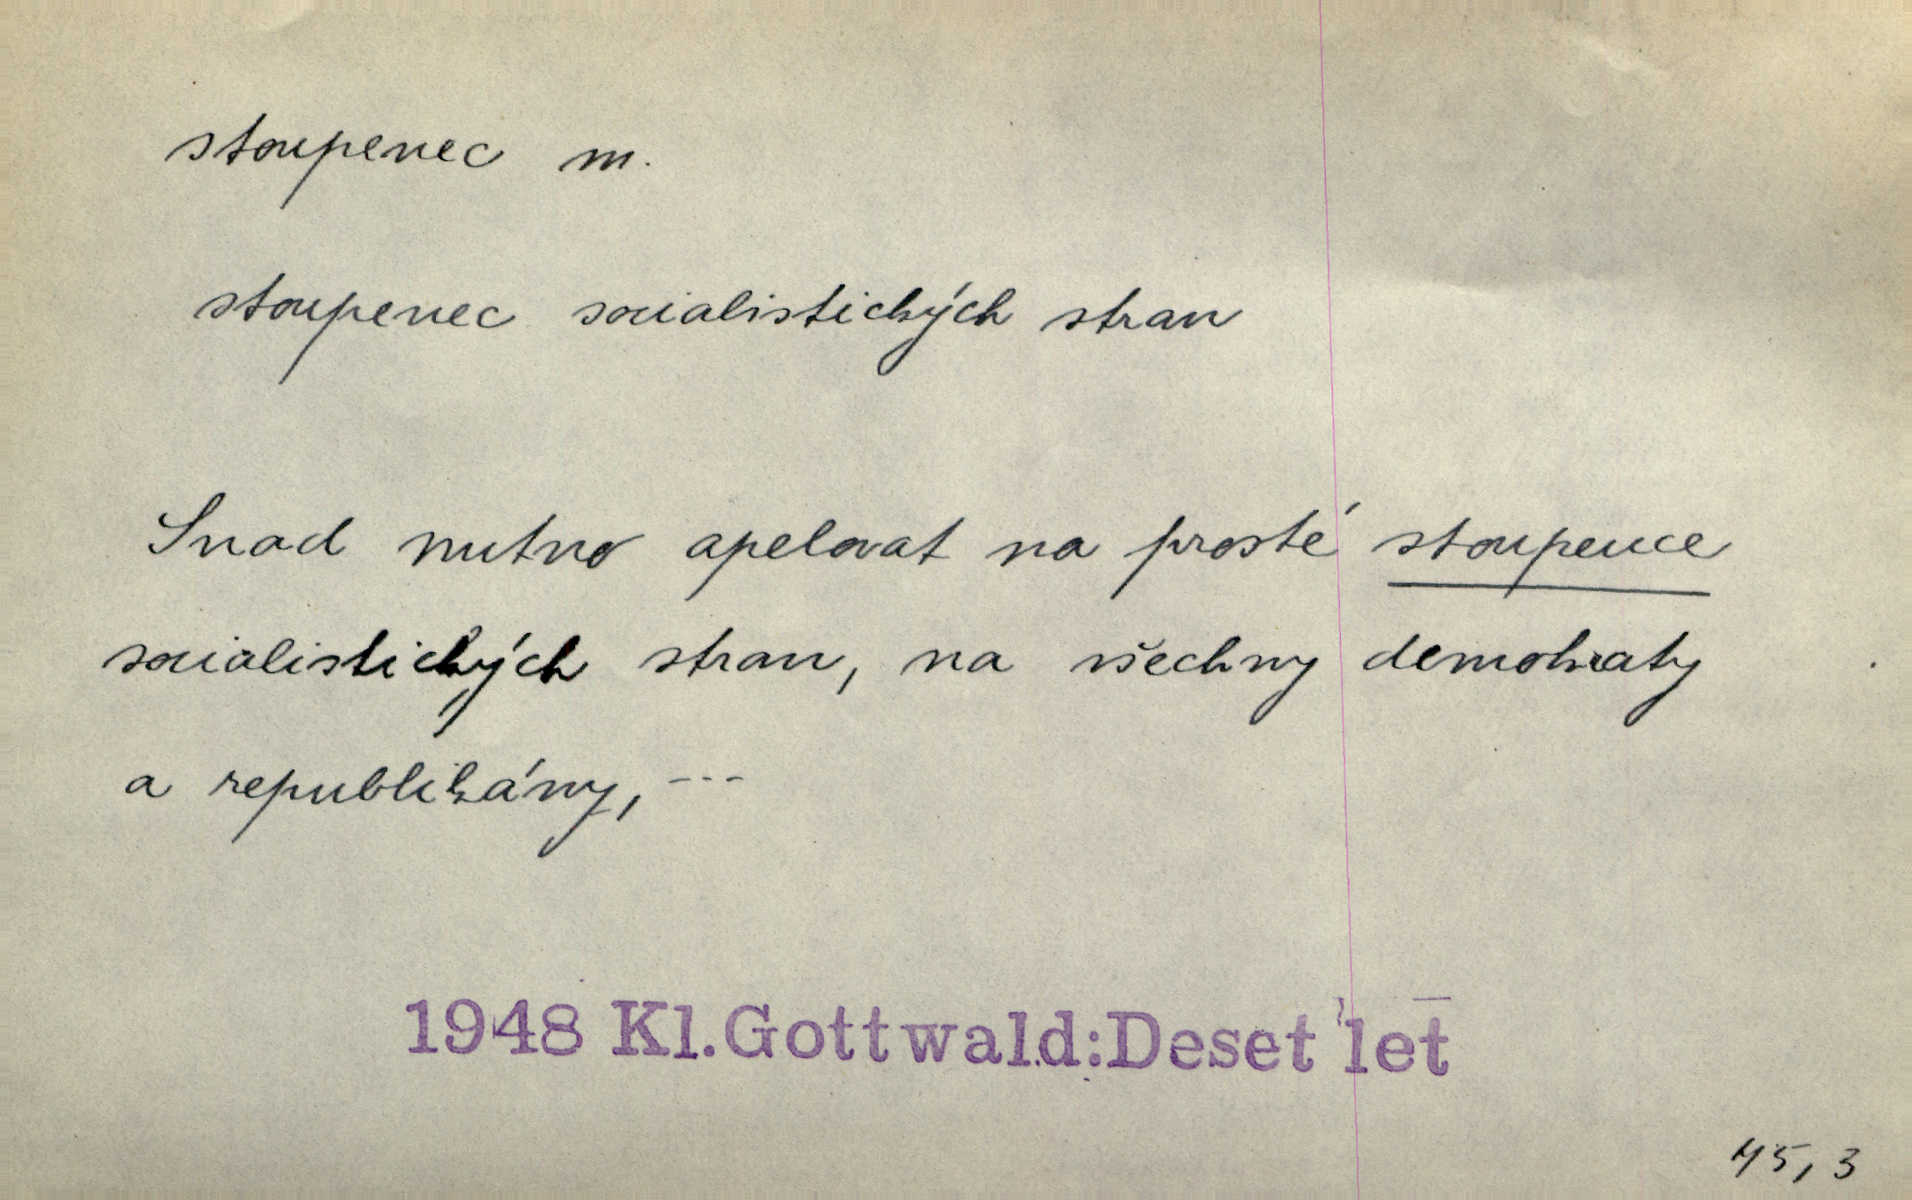 stoupenec m.
stoupenec socialistických stran
Snad nutno apelovat na prosté stoupence
socialistických stran, na všechny demokraty
a republikány, ---
1948 Kl.Gottwald:Deset let
45,3